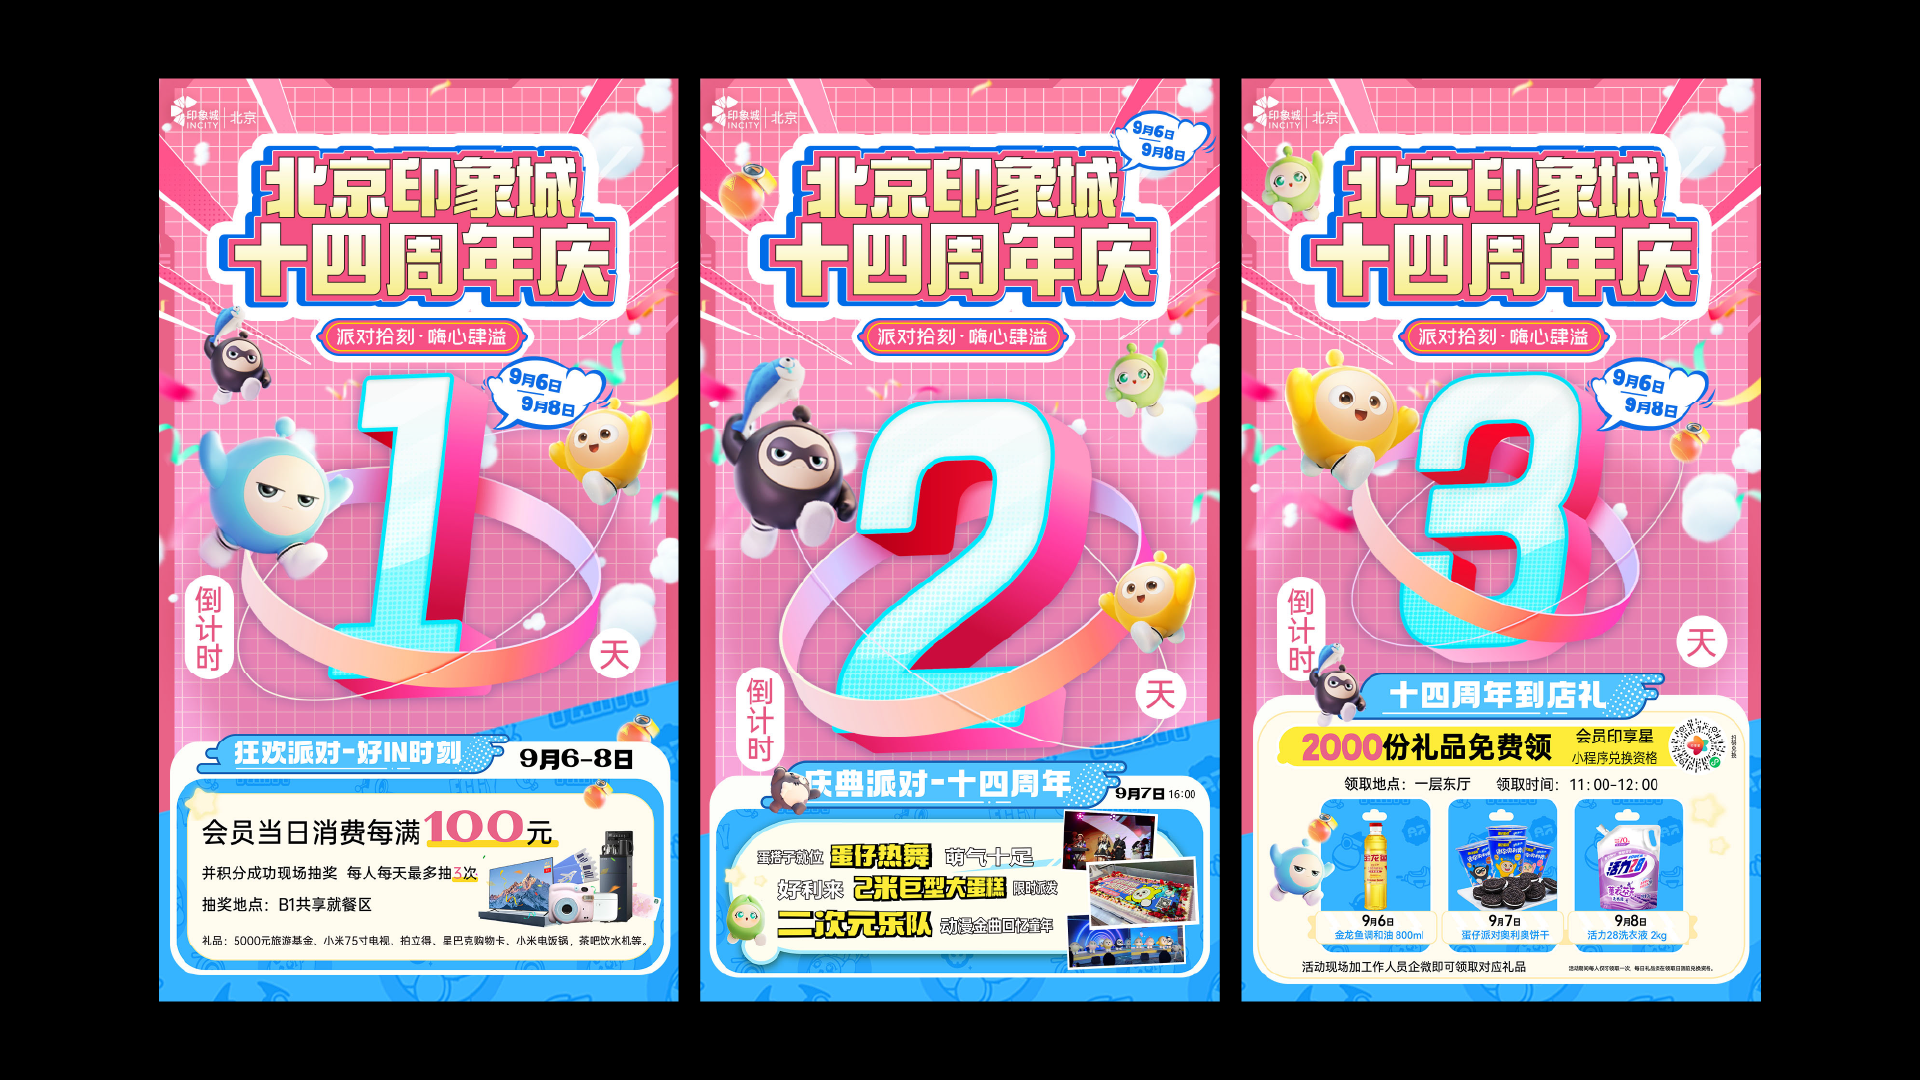 印象城
INCITY
北京
北京印象城
十四周年庆
派对拾刻·嗨心肆溢
9月6日
9月8日
1
倒计时
天
狂欢派对-好IN时刻
9月6-8日
会员当日消费每满100元
并积分成功现场抽奖 每人每天最多抽3次
抽奖地点：B1共享就餐区
礼品：5000元旅游基金、小米75寸电视、拍立得、星巴克购物卡、小米电饭锅、茶吧饮水机等。
印象城
INCITY
北京
9月6日
9月8日
北京印象城
十四周年庆
派对拾刻·嗨心肆溢
2
倒计时
天
庆典派对-十四周年
9月7日 16:00
蛋搭子就位 蛋仔热舞 萌气十足
好利来 2米巨型大蛋糕 限时派发
二次元乐队 动漫金曲回忆童年
印象城
INCITY
北京
北京印象城
十四周年庆
派对拾刻·嗨心肆溢
9月6日
9月8日
3
倒计时
天
十四周年到店礼
2000份礼品免费领
会员印享星
小程序兑换资格
领取地点：一层东厅 领取时间：11:00-12:00
金龙鱼
活力28
9月6日
金龙鱼调和油 800ml
9月7日
蛋仔派对奥利奥饼干
9月8日
活力28洗衣液 2kg
活动现场加工作人员企微即可领取对应礼品